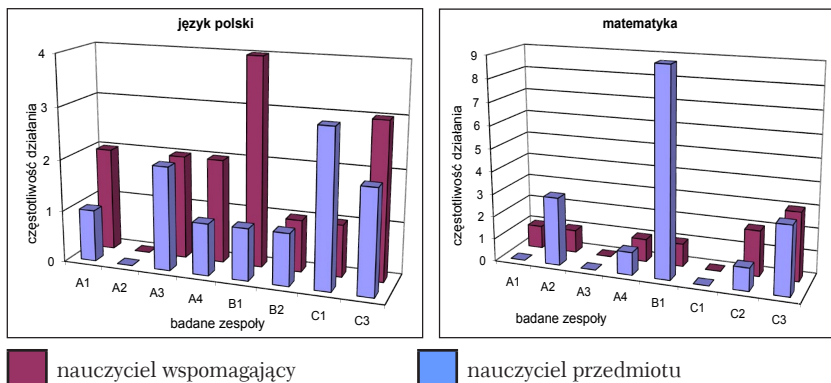 język polski
częstotliwość działania
4
3
2
1
0
A1 A2 A3 A4 B1 B2 C1 C3
badane zespoły
matematyka
częstotliwość działania
9
8
7
6
5
4
3
2
1
0
A1 A2 A3 A4 B1 C1 C2 C3
badane zespoły
nauczyciel wspomagający
nauczyciel przedmiotu